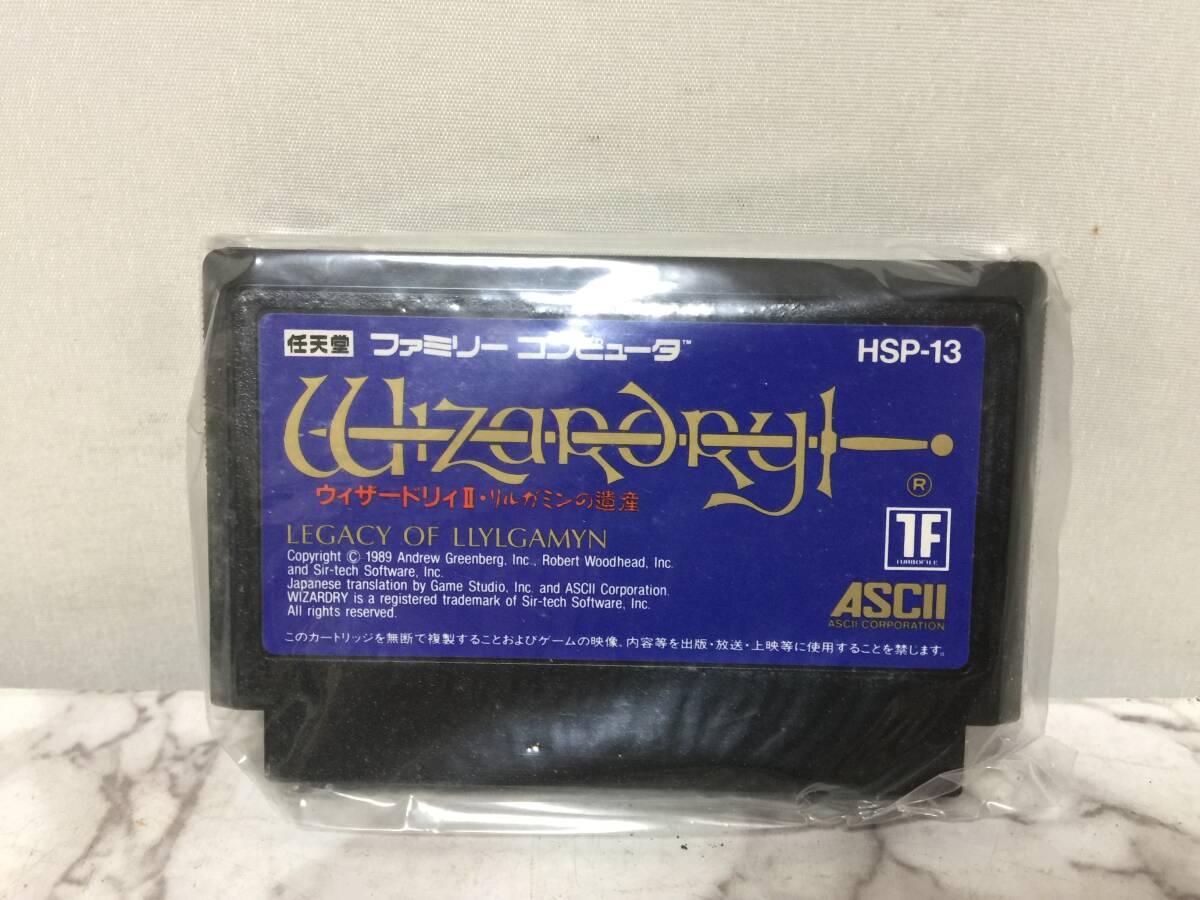 任天堂 ファミリー コンピュータ™ HSP-13
Wizardry
®
ウィザードリィⅡ・リルガミンの遺産
LEGACY OF LLYLGAMYN
Copyright © 1989 Andrew Greenberg, Inc., Robert Woodhead, Inc.
and Sir-tech Software, Inc.
Japanese translation by Game Studio, Inc. and ASCII Corporation.
WIZARDRY is a registered trademark of Sir-tech Software, Inc.
All rights reserved.
TF
TURBOFILE
ASCII
ASCII CORPORATION
このカートリッジを無断で複製することおよびゲームの映像、内容等を出版・放送・上映等に使用することを禁じます。